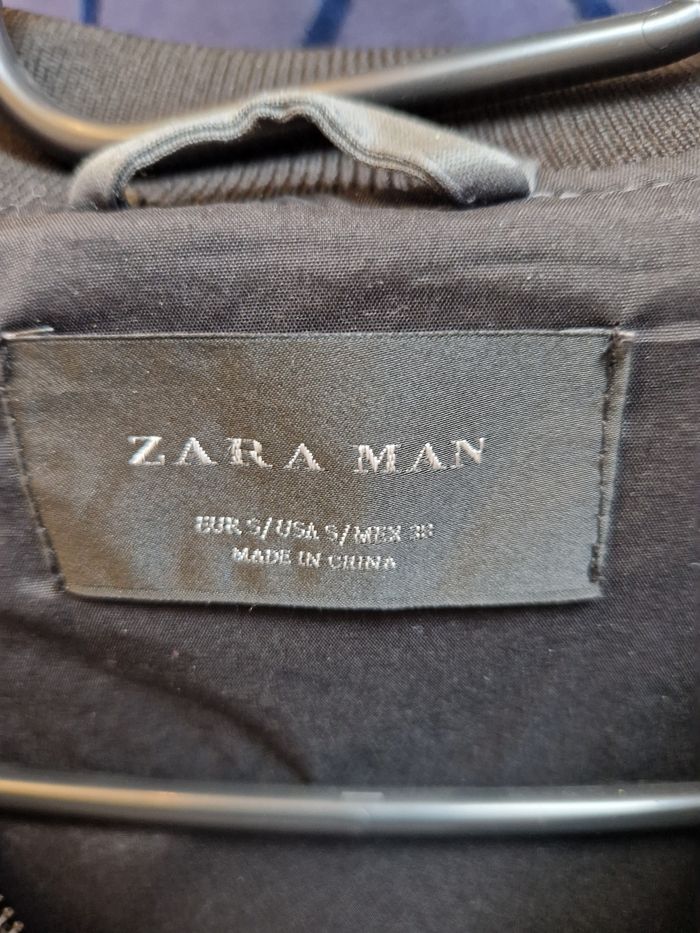 ZARA MAN
EUR S/USA S/MEX 38
MADE IN CHINA